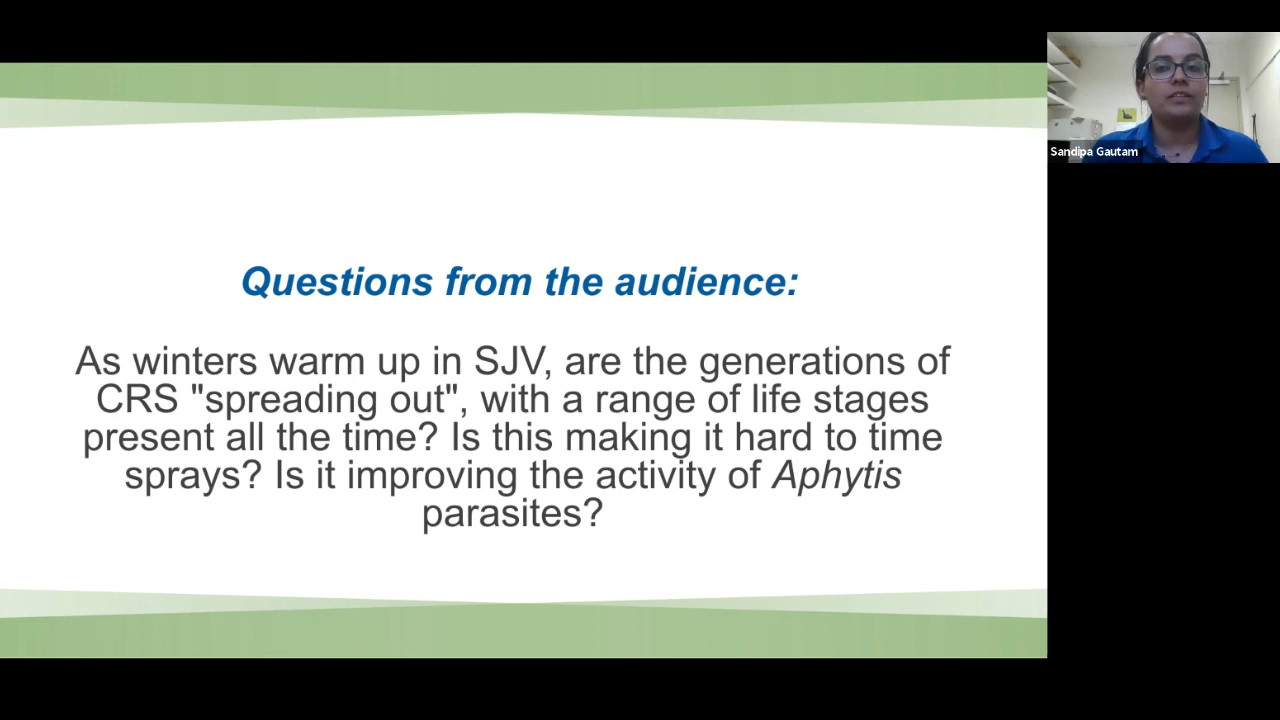 Sandipa Gautam
Questions from the audience:
As winters warm up in SJV, are the generations of
CRS "spreading out", with a range of life stages
present all the time? Is this making it hard to time
sprays? Is it improving the activity of Aphytis
parasites?